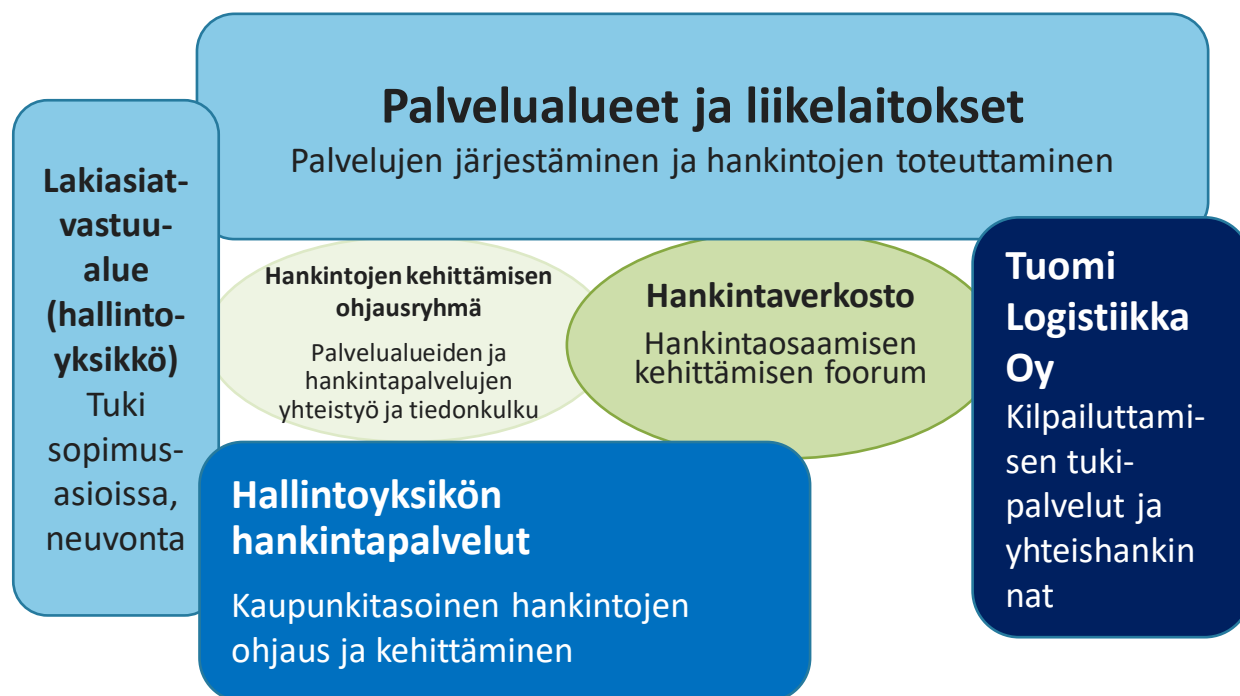 Palvelualueet ja liikelaitokset
Palvelujen järjestäminen ja hankintojen toteuttaminen
Lakiasiat-
vastuu-
alue
(hallinto-
yksikkö)
Tuki
sopimus-
asioissa,
neuvonta
Hankintojen kehittämisen
ohjausryhmä
Palvelualueiden ja
hankintapalvelujen
yhteistyö ja tiedonkulku
Hankintaverkosto
Hankintaosaamisen
kehittämisen foorum
Tuomi
Logistiikka
Oy
Kilpailuttami-
sen tuki-
palvelut ja
yhteishankin
nat
Hallintoyksikön
hankintapalvelut
Kaupunkitasoinen hankintojen
ohjaus ja kehittäminen